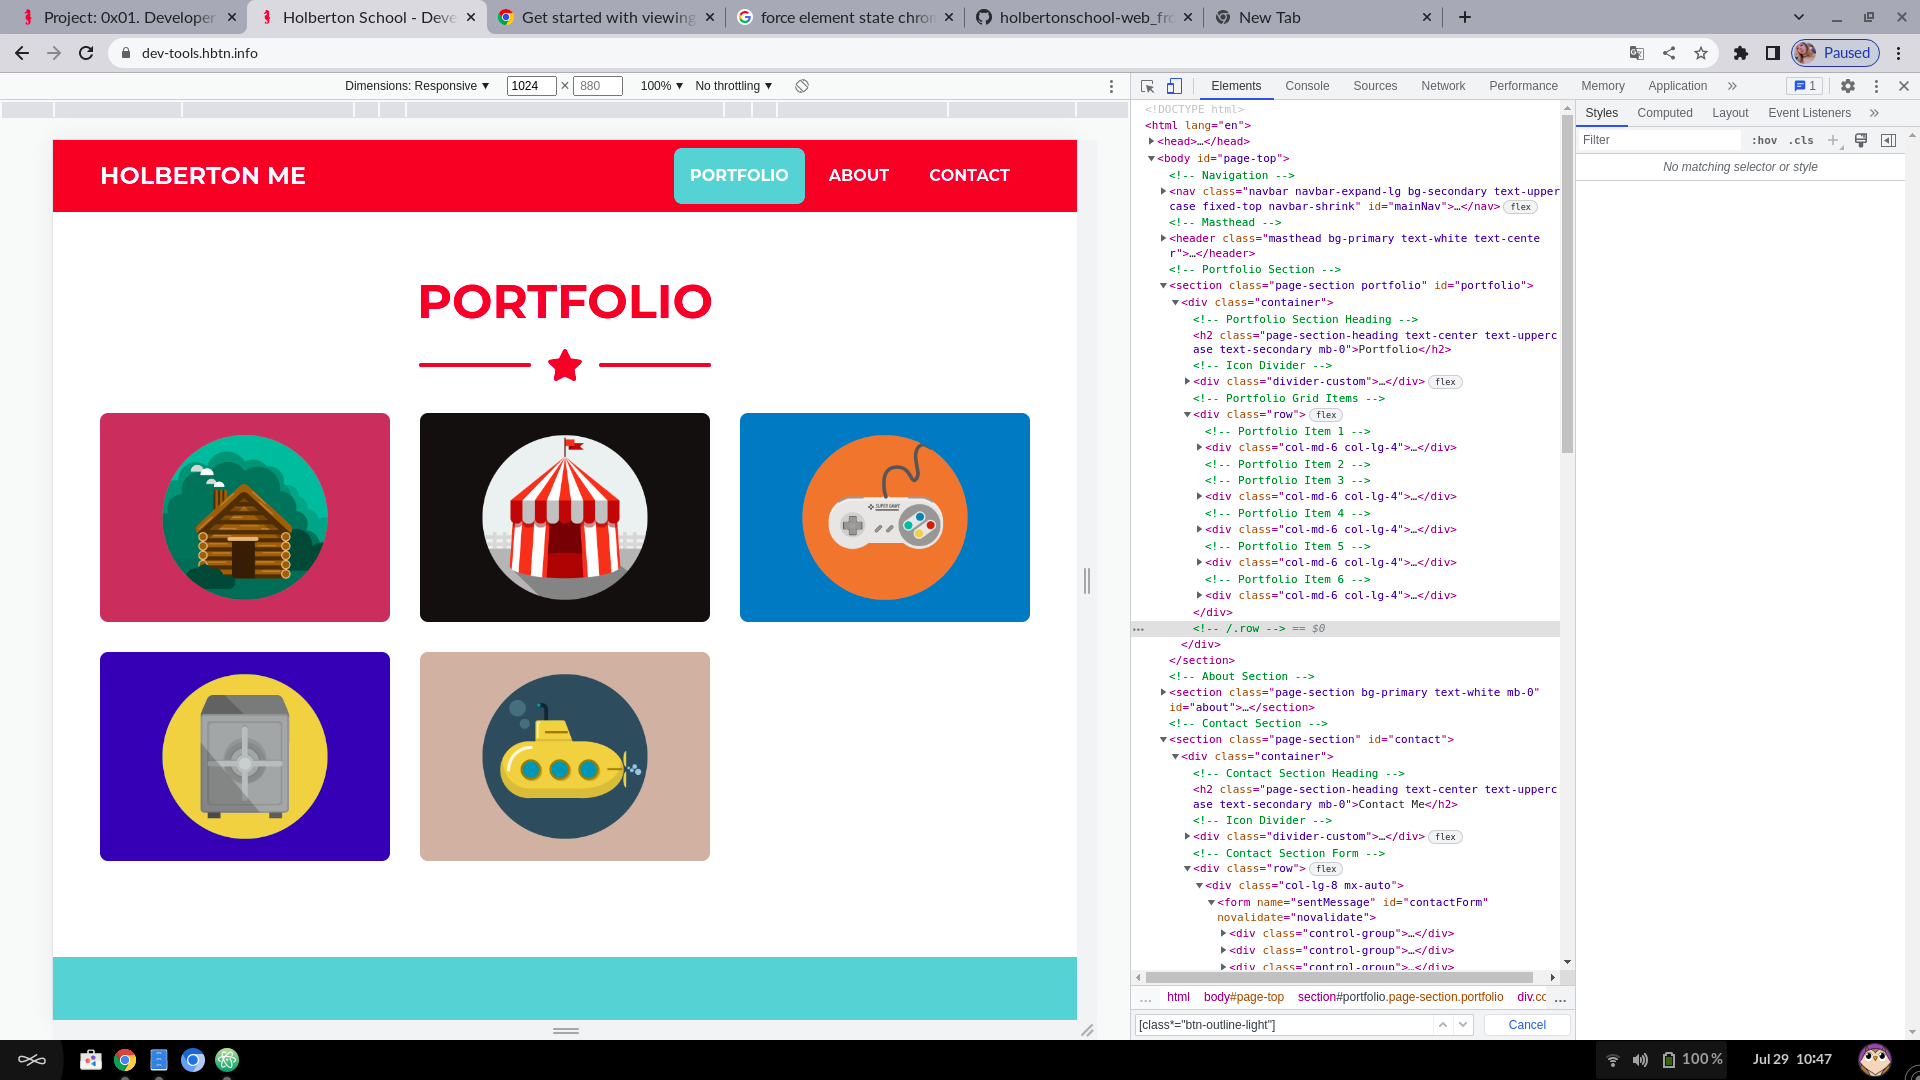 Project: 0x01. Developer
Holberton School - Deve
Get started with viewing
force element state chron
holbertonschool-web_fro
New Tab
dev-tools.hbtn.info
Paused
Dimensions: Responsive ▼ 1024 × 880 100% ▼ No throttling ▼
Elements Console Sources Network Performance Memory Application » 1
HOLBERTON ME
PORTFOLIO ABOUT CONTACT
PORTFOLIO
SUPER GAME
<!DOCTYPE html>
<html lang="en">
<head>…</head>
<body id="page-top">
<!-- Navigation -->
<nav class="navbar navbar-expand-lg bg-secondary text-upper
case fixed-top navbar-shrink" id="mainNav">…</nav> flex
<!-- Masthead -->
<header class="masthead bg-primary text-white text-cente
r">…</header>
<!-- Portfolio Section -->
<section class="page-section portfolio" id="portfolio">
<div class="container">
<!-- Portfolio Section Heading -->
<h2 class="page-section-heading text-center text-upperc
ase text-secondary mb-0">Portfolio</h2>
<!-- Icon Divider -->
<div class="divider-custom">…</div> flex
<!-- Portfolio Grid Items -->
<div class="row"> flex
<!-- Portfolio Item 1 -->
<div class="col-md-6 col-lg-4">…</div>
<!-- Portfolio Item 2 -->
<!-- Portfolio Item 3 -->
<div class="col-md-6 col-lg-4">…</div>
<!-- Portfolio Item 4 -->
<div class="col-md-6 col-lg-4">…</div>
<!-- Portfolio Item 5 -->
<div class="col-md-6 col-lg-4">…</div>
<!-- Portfolio Item 6 -->
<div class="col-md-6 col-lg-4">…</div>
</div>
<!-- /.row --> == $0
</div>
</section>
<!-- About Section -->
<section class="page-section bg-primary text-white mb-0"
id="about">…</section>
<!-- Contact Section -->
<section class="page-section" id="contact">
<div class="container">
<!-- Contact Section Heading -->
<h2 class="page-section-heading text-center text-upperc
ase text-secondary mb-0">Contact Me</h2>
<!-- Icon Divider -->
<div class="divider-custom">…</div> flex
<!-- Contact Section Form -->
<div class="row"> flex
<div class="col-lg-8 mx-auto">
<form name="sentMessage" id="contactForm"
novalidate="novalidate">
<div class="control-group">…</div>
<div class="control-group">…</div>
<div class="control-group">…</div>
… html body#page-top section#portfolio.page-section.portfolio div.co …
[class*="btn-outline-light"] Cancel
Styles Computed Layout Event Listeners »
Filter :hov .cls +
No matching selector or style
100 % Jul 29 10:47